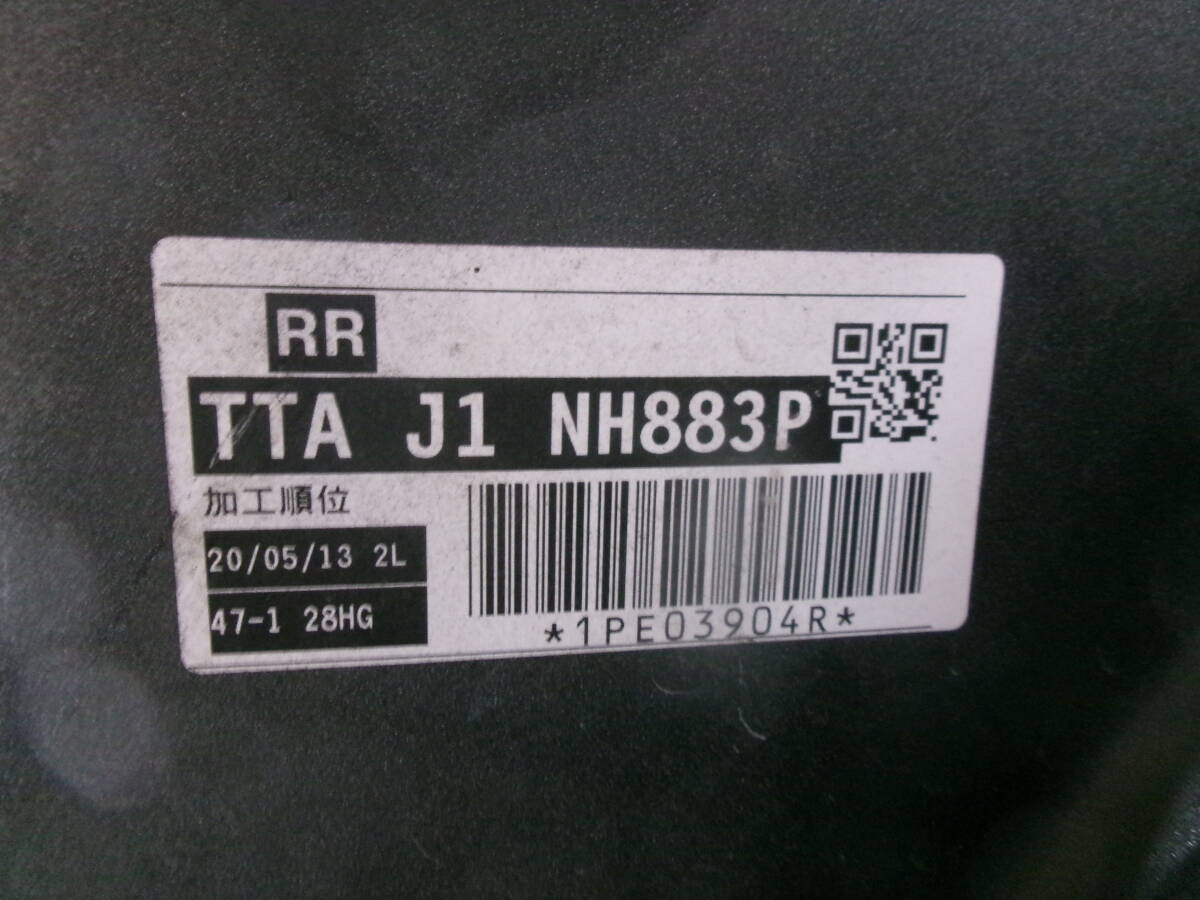 RR
TTA J1 NH883P
加工順位
20/05/13 2L
47-1 28HG
*1PE03904R*